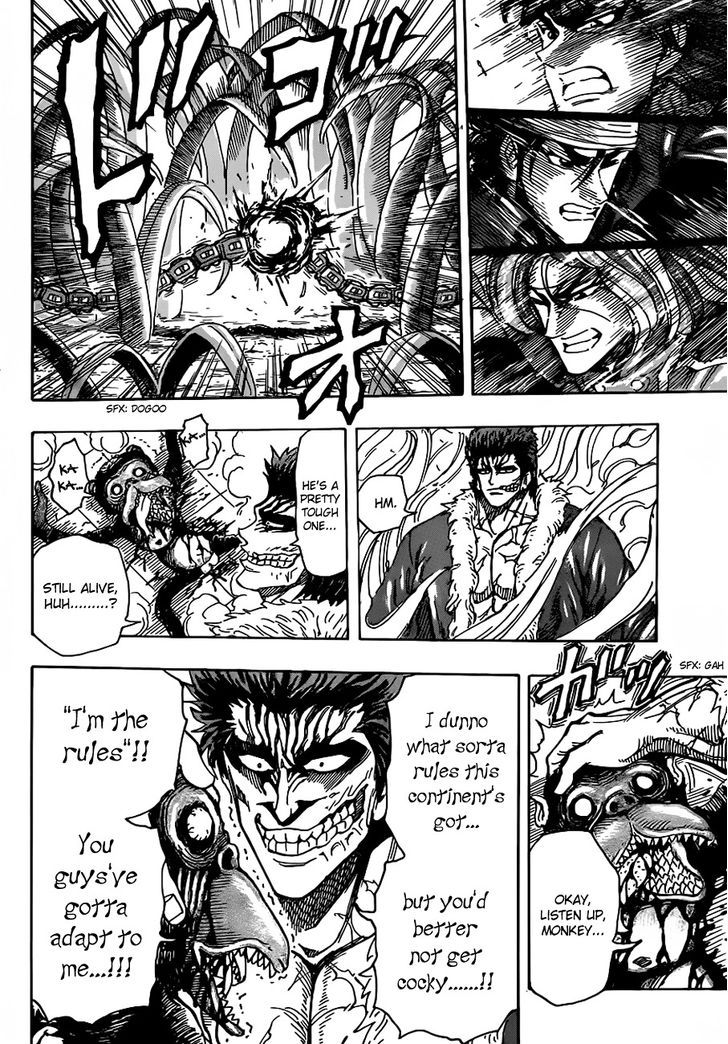 ドゴォ
SFX: DOGOO
HM.
HE'S A
PRETTY
TOUGH
ONE...
KA...
KA
KA...
STILL ALIVE,
HUH.........?
ガッ
SFX: GAH
OKAY,
LISTEN UP,
MONKEY...
I dunno
what sorta
rules this
continent's
got...
but you'd
better
not get
cocky......!!
"I'm the
rules"!!
You
guys've
gotta
adapt to
me...!!!